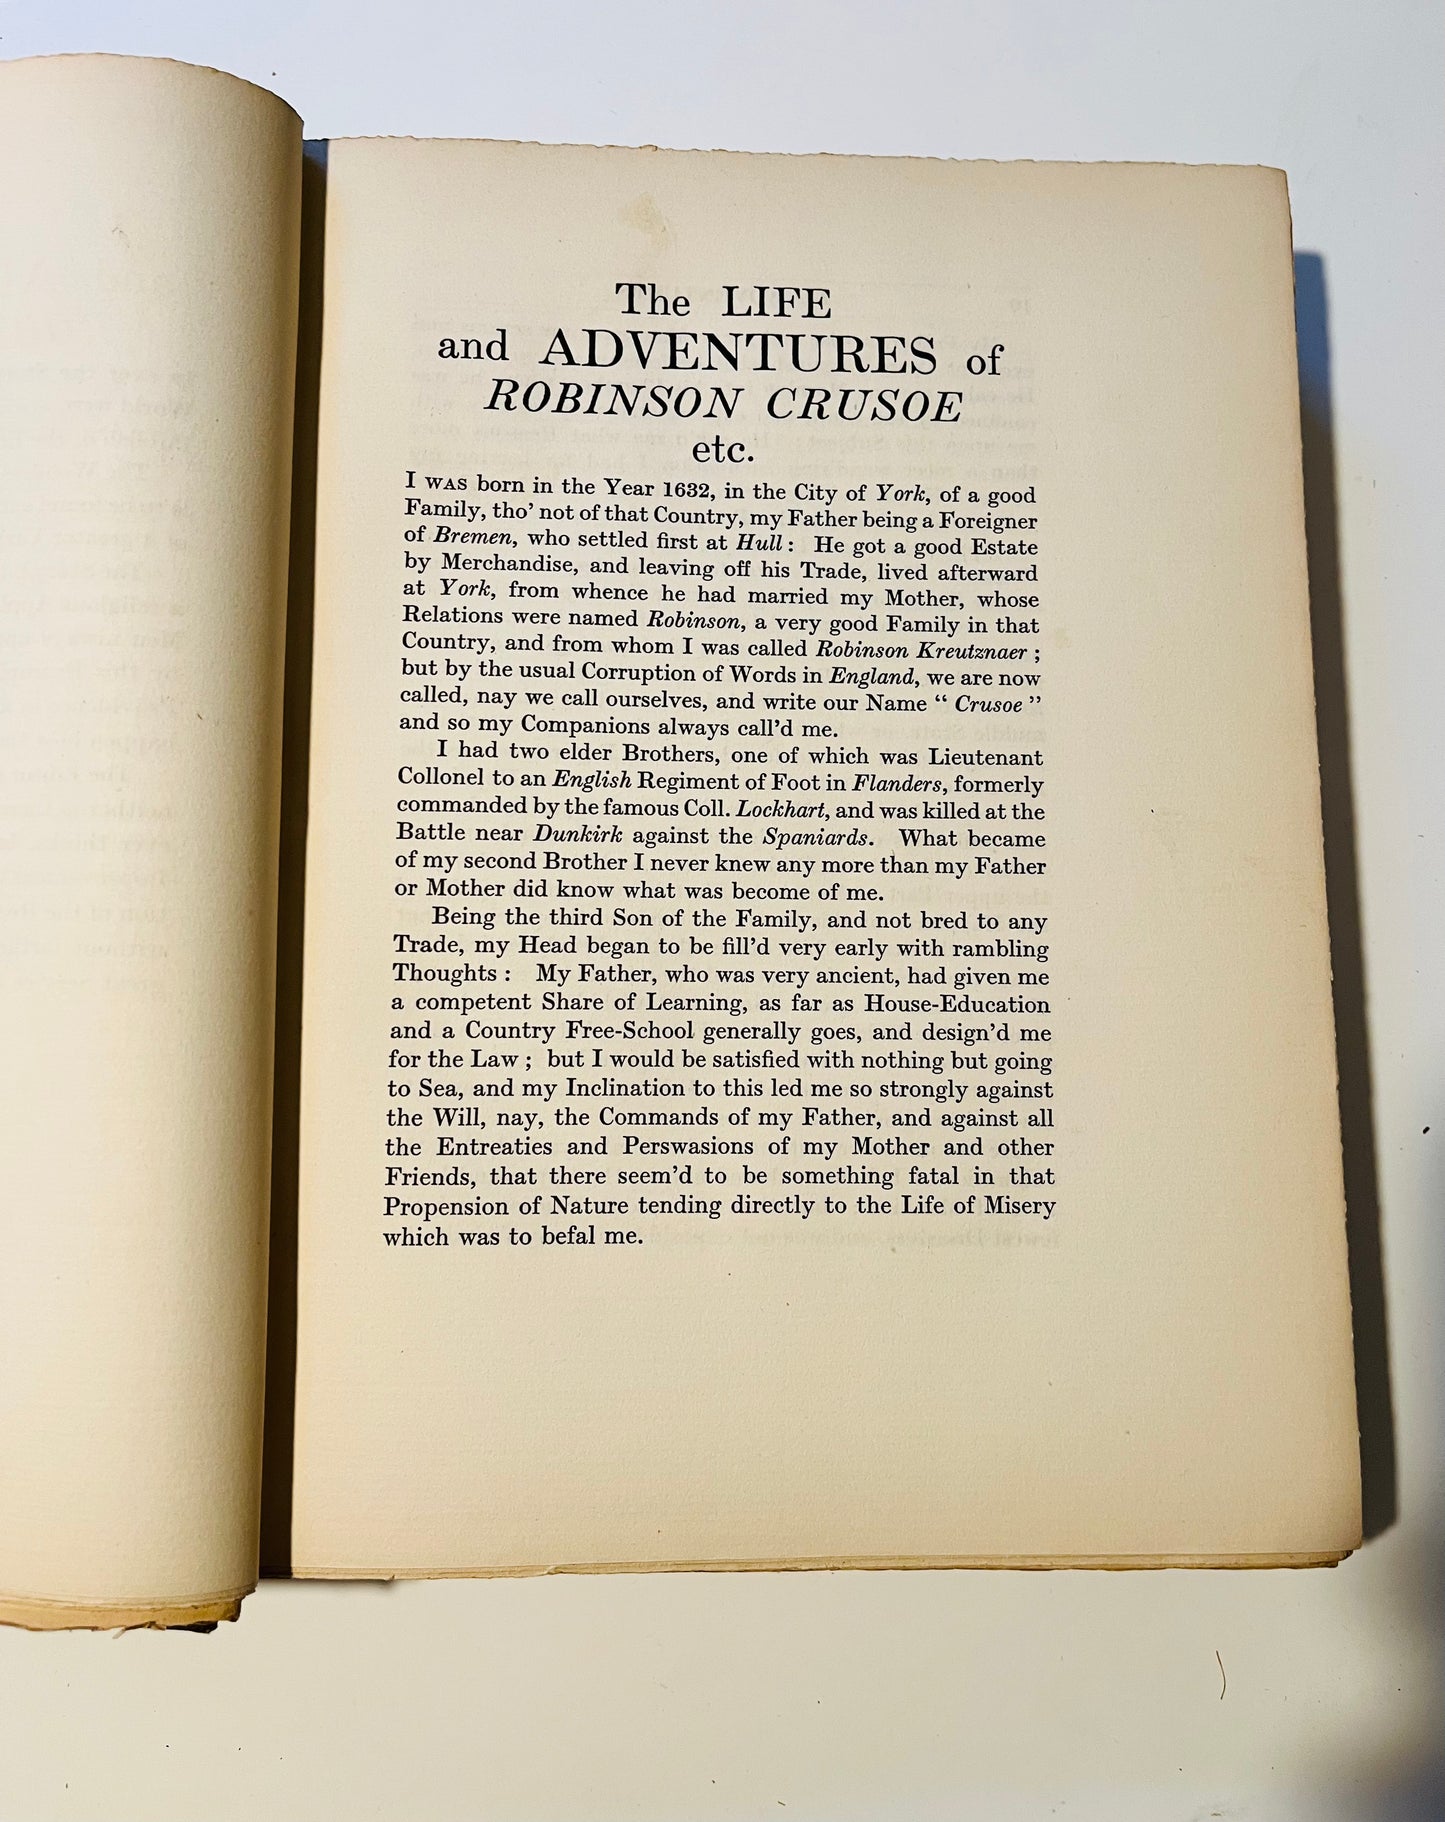 The LIFE
and ADVENTURES of
ROBINSON CRUSOE
etc.
I WAS born in the Year 1632, in the City of York, of a good
Family, tho' not of that Country, my Father being a Foreigner
of Bremen, who settled first at Hull : He got a good Estate
by Merchandise, and leaving off his Trade, lived afterward
at York, from whence he had married my Mother, whose
Relations were named Robinson, a very good Family in that
Country, and from whom I was called Robinson Kreutznaer ;
but by the usual Corruption of Words in England, we are now
called, nay we call ourselves, and write our Name “ Crusoe ”
and so my Companions always call'd me.
I had two elder Brothers, one of which was Lieutenant
Collonel to an English Regiment of Foot in Flanders, formerly
commanded by the famous Coll. Lockhart, and was killed at the
Battle near Dunkirk against the Spaniards. What became
of my second Brother I never knew any more than my Father
or Mother did know what was become of me.
Being the third Son of the Family, and not bred to any
Trade, my Head began to be fill'd very early with rambling
Thoughts : My Father, who was very ancient, had given me
a competent Share of Learning, as far as House-Education
and a Country Free-School generally goes, and design'd me
for the Law ; but I would be satisfied with nothing but going
to Sea, and my Inclination to this led me so strongly against
the Will, nay, the Commands of my Father, and against all
the Entreaties and Perswasions of my Mother and other
Friends, that there seem'd to be something fatal in that
Propension of Nature tending directly to the Life of Misery
which was to befal me.